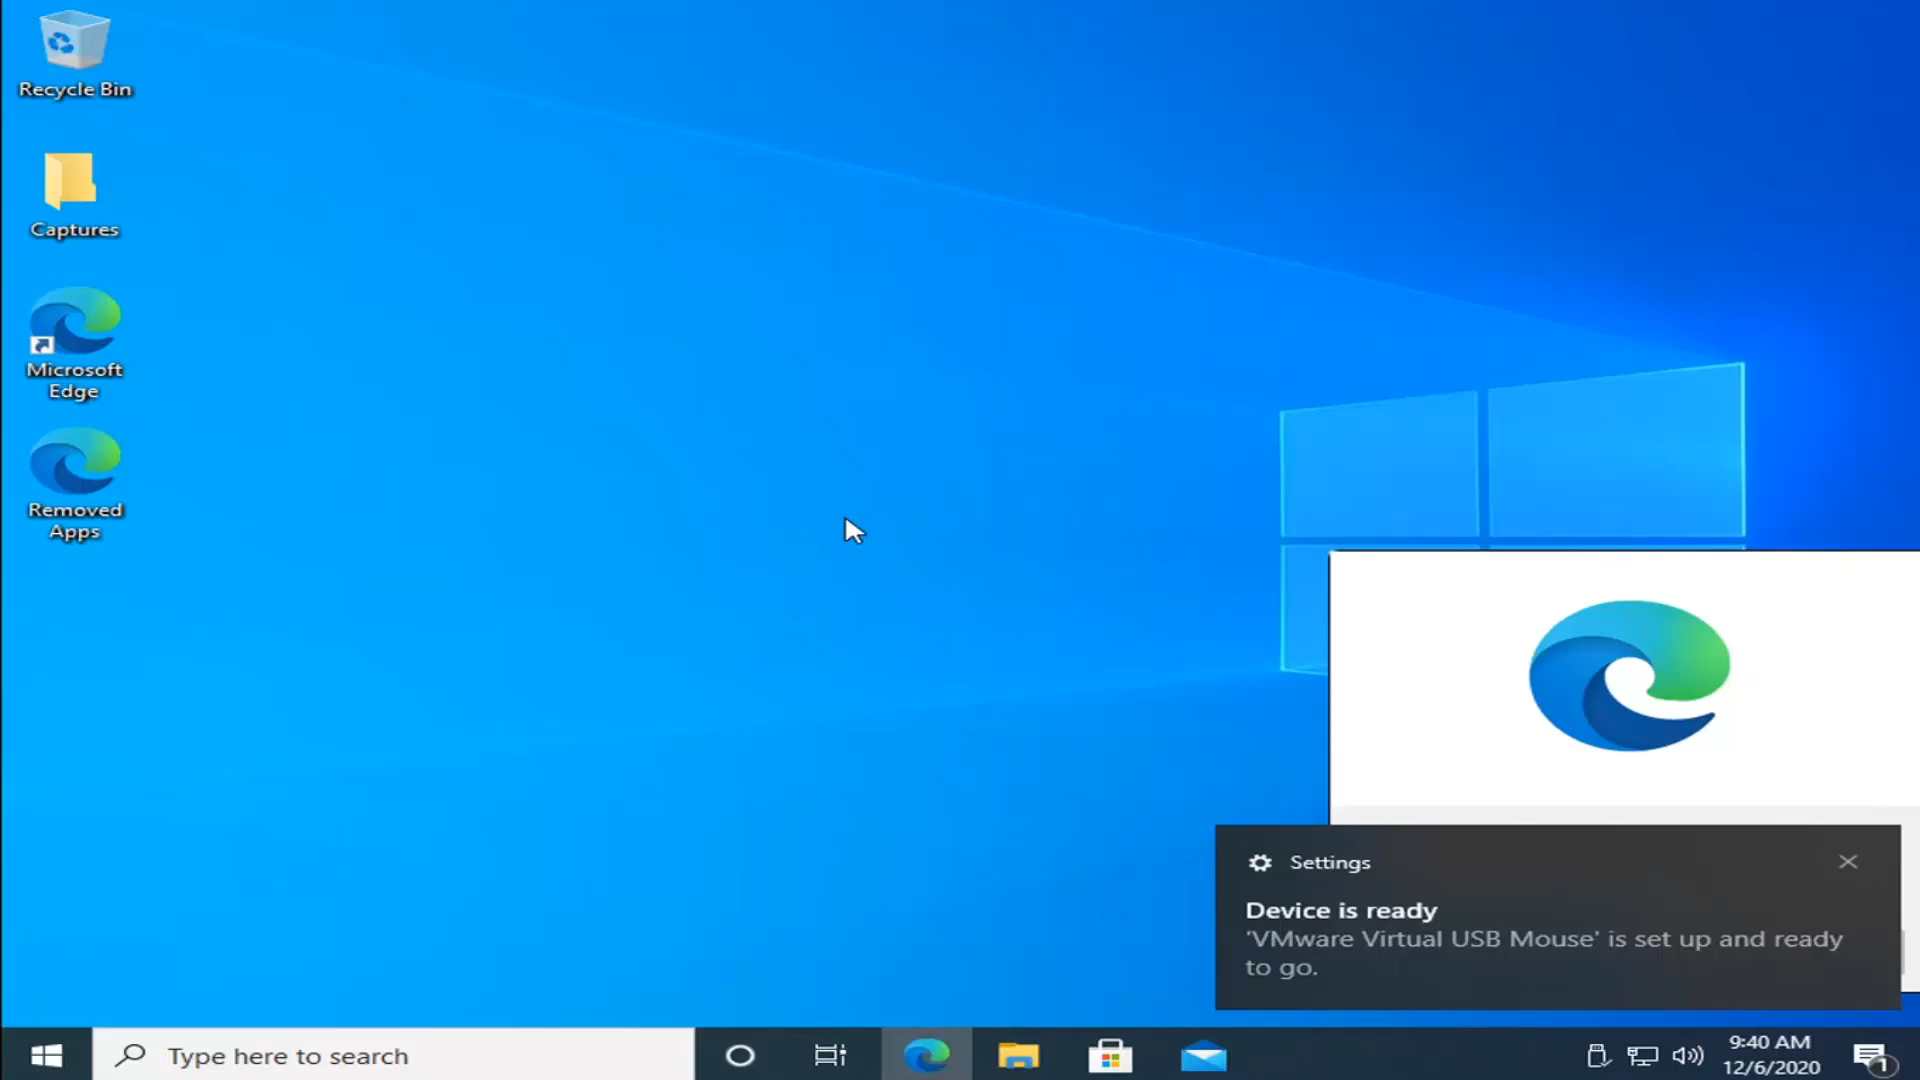 Recycle Bin
Captures
Microsoft
Edge
Removed
Apps
Settings
Device is ready
'VMware Virtual USB Mouse' is set up and ready
to go.
Type here to search
9:40 AM
12/6/2020
1